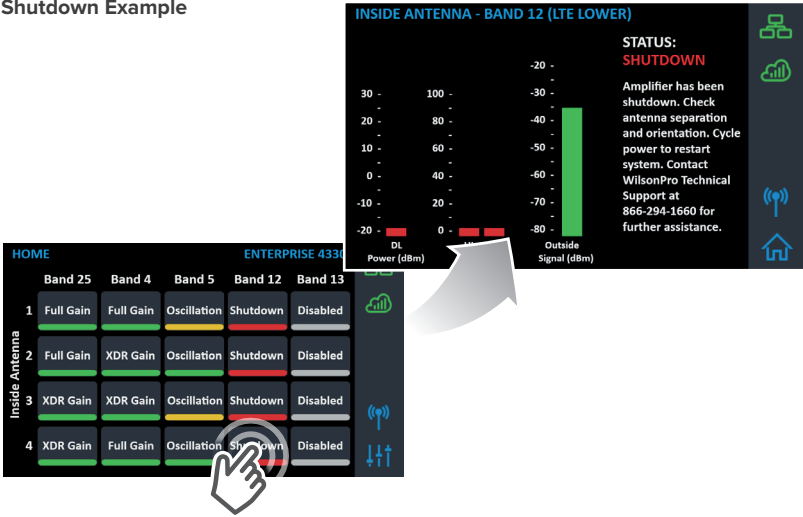 Shutdown Example
INSIDE ANTENNA - BAND 12 (LTE LOWER)
30 -
20 -
10 -
0 -
-10 -
-20 -
DL
Power (dBm)
100 -
80 -
60 -
40 -
20 -
0 -
-20 -
-30 -
-40 -
-50 -
-60 -
-70 -
-80 -
Outside
Signal (dBm)
STATUS:
SHUTDOWN
Amplifier has been
shutdown. Check
antenna separation
and orientation. Cycle
power to restart
system. Contact
WilsonPro Technical
Support at
866-294-1660 for
further assistance.
HOME ENTERPRISE 4330
Band 25 Band 4 Band 5 Band 12 Band 13
Inside Antenna
1 Full Gain Full Gain Oscillation Shutdown Disabled
2 Full Gain XDR Gain Oscillation Shutdown Disabled
3 XDR Gain XDR Gain Oscillation Shutdown Disabled
4 XDR Gain Full Gain Oscillation Shutdown Disabled